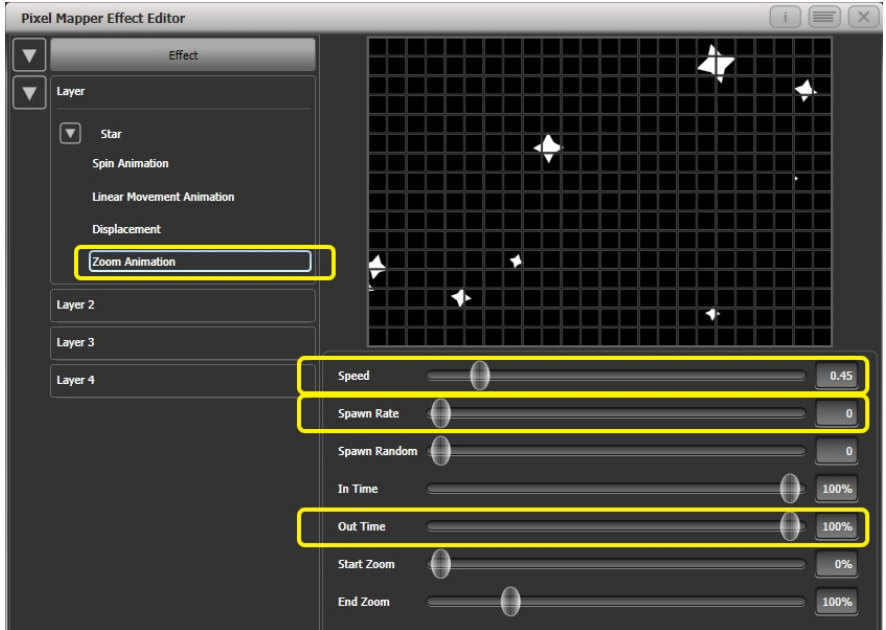 Pixel Mapper Effect Editor
i
Effect
Layer
Star
Spin Animation
Linear Movement Animation
Displacement
Zoom Animation
Layer 2
Layer 3
Layer 4
Speed 0.45
Spawn Rate 0
Spawn Random 0
In Time 100%
Out Time 100%
Start Zoom 0%
End Zoom 100%